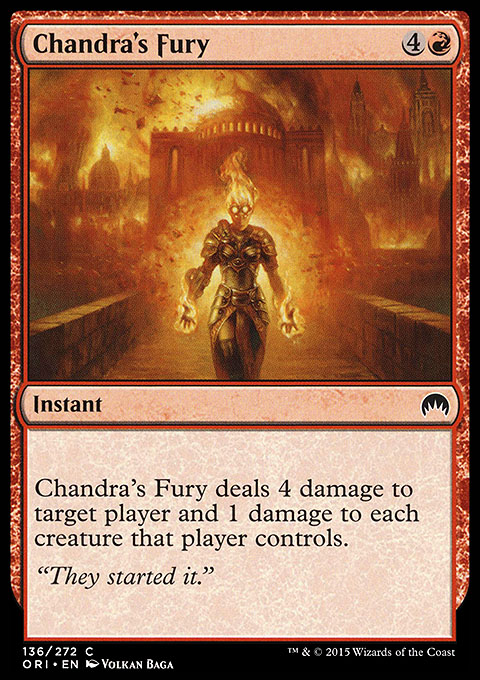 Chandra's Fury 4
Instant
Chandra's Fury deals 4 damage to
target player and 1 damage to each
creature that player controls.
“They started it.”
136/272 C
ORI • EN Volkan Baga
™ & © 2015 Wizards of the Coast